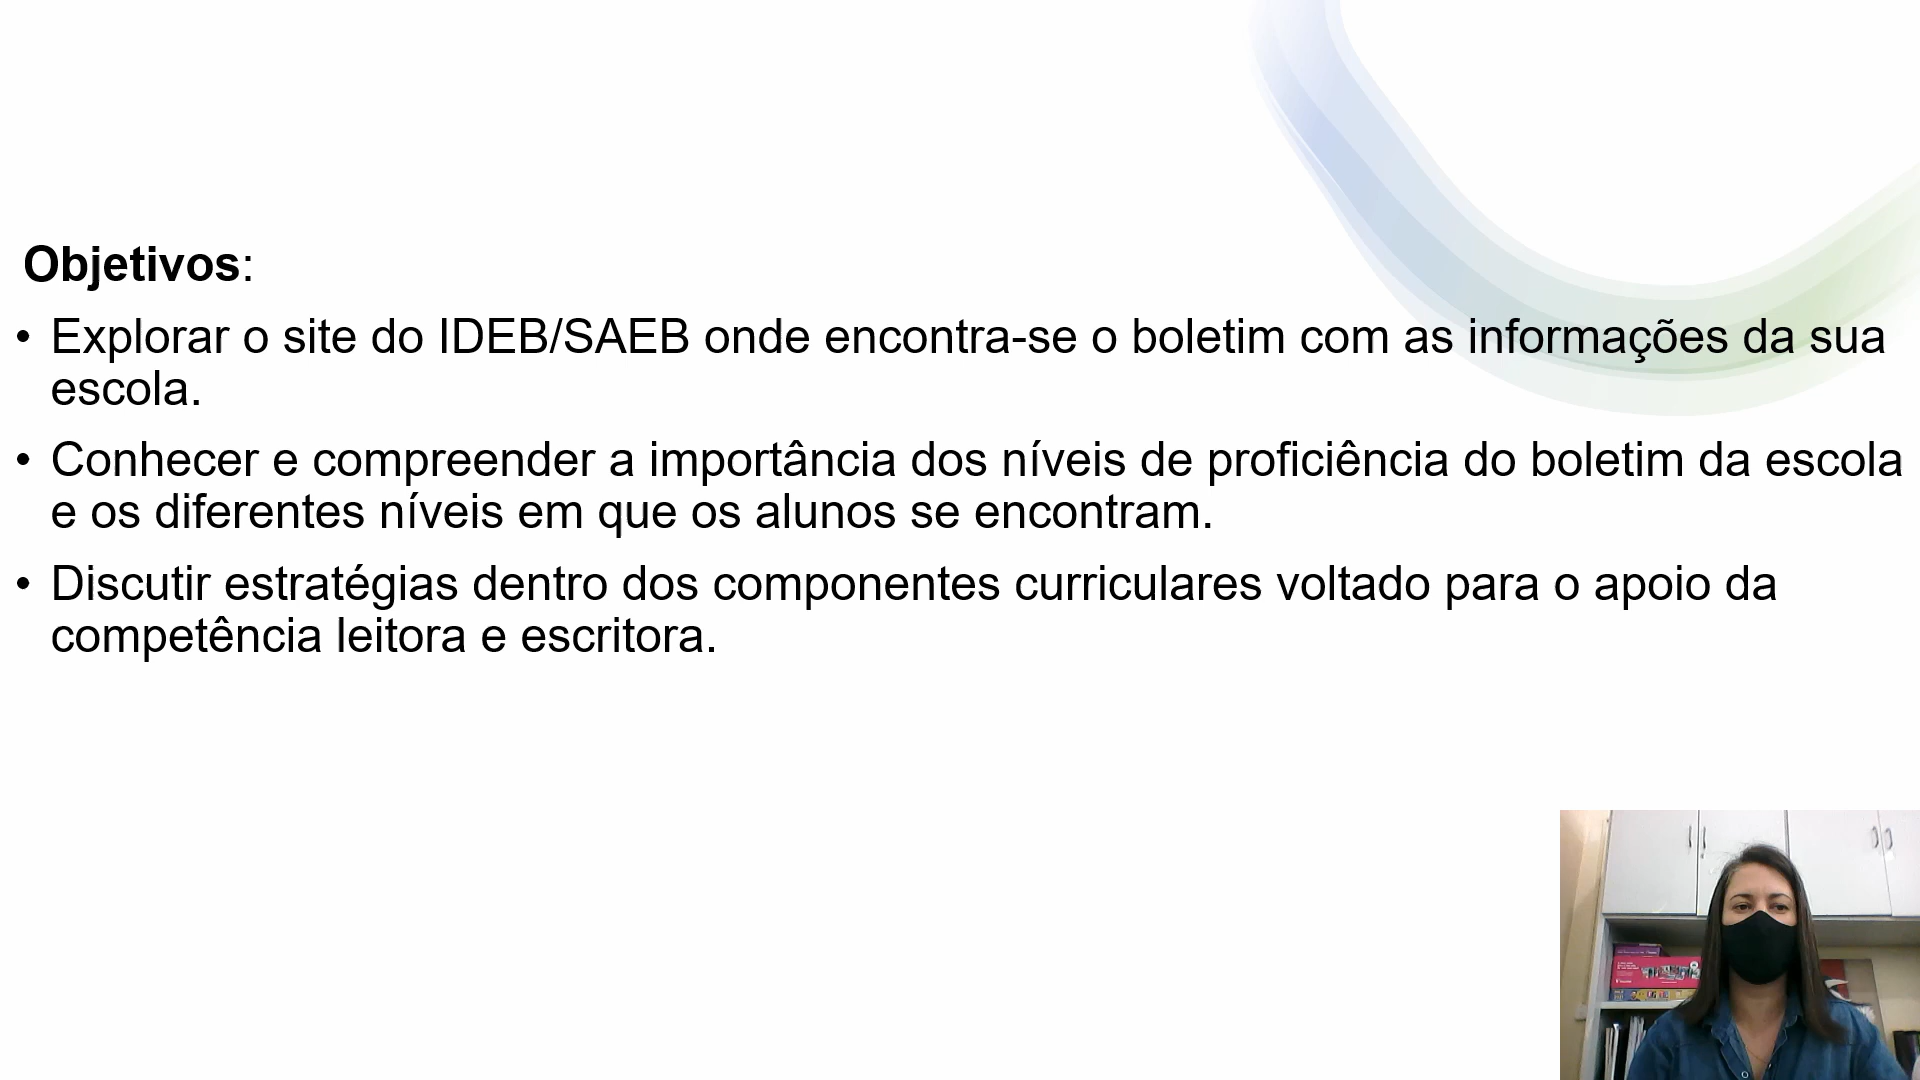 Objetivos:
• Explorar o site do IDEB/SAEB onde encontra-se o boletim com as informações da sua
escola.
• Conhecer e compreender a importância dos níveis de proficiência do boletim da escola
e os diferentes níveis em que os alunos se encontram.
• Discutir estratégias dentro dos componentes curriculares voltado para o apoio da
competência leitora e escritora.